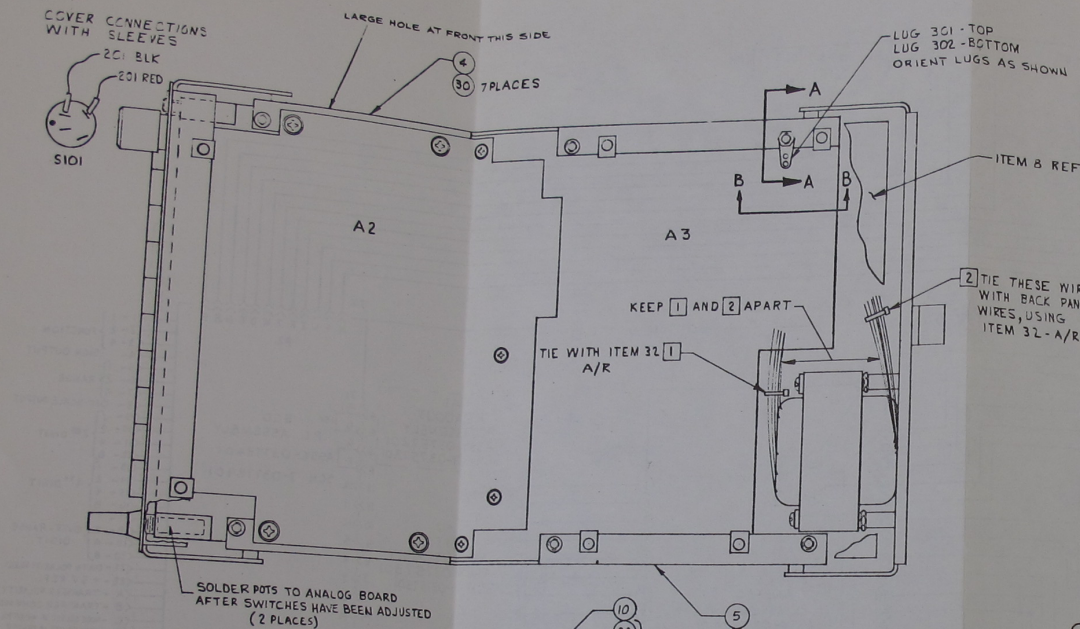 COVER CONNECTIONS
WITH SLEEVES
201 BLK
201 RED
S101
LARGE HOLE AT FRONT THIS SIDE
4
30 7 PLACES
LUG 301 - TOP
LUG 302 - BOTTOM
ORIENT LUGS AS SHOWN
A
A
B
B
ITEM 8 REF
A2
A3
2 TIE THESE
WITH BACK
WIRES, USING
ITEM 32 - A/R
KEEP 1 AND 2 APART
TIE WITH ITEM 32 1
A/R
SOLDER POTS TO ANALOG BOARD
AFTER SWITCHES HAVE BEEN ADJUSTED
(2 PLACES)
10
5